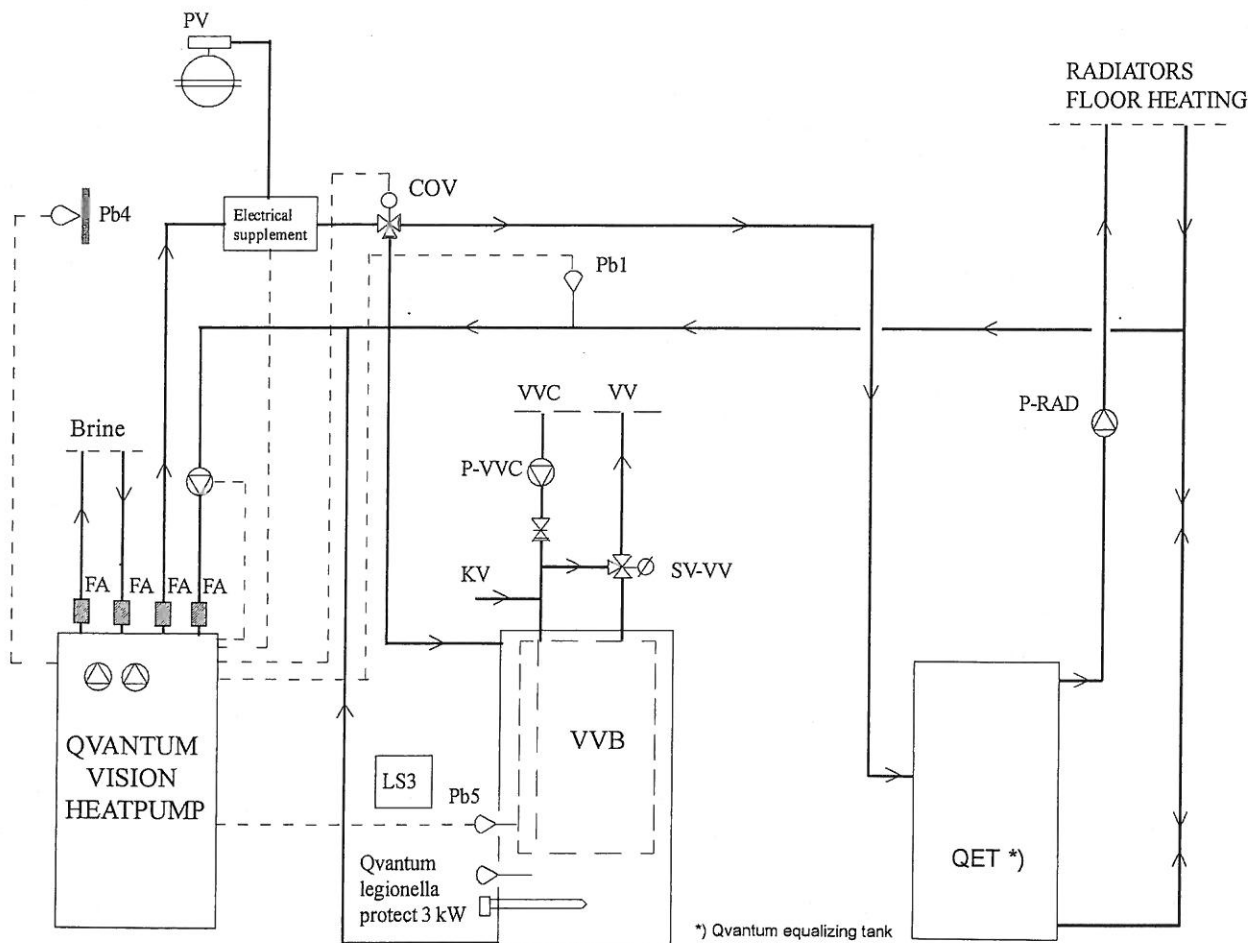 PV
RADIATORS
FLOOR HEATING
COV
Pb4
Electrical
supplement
Pb1
VVC
VV
P-RAD
Brine
P-VVC
KV
SV-VV
FA
FA
FA
FA
VVB
QVANTUM
VISION
HEATPUMP
LS3
Pb5
QET *)
Qvantum
legionella
protect 3 kW
*) Qvantum equalizing tank